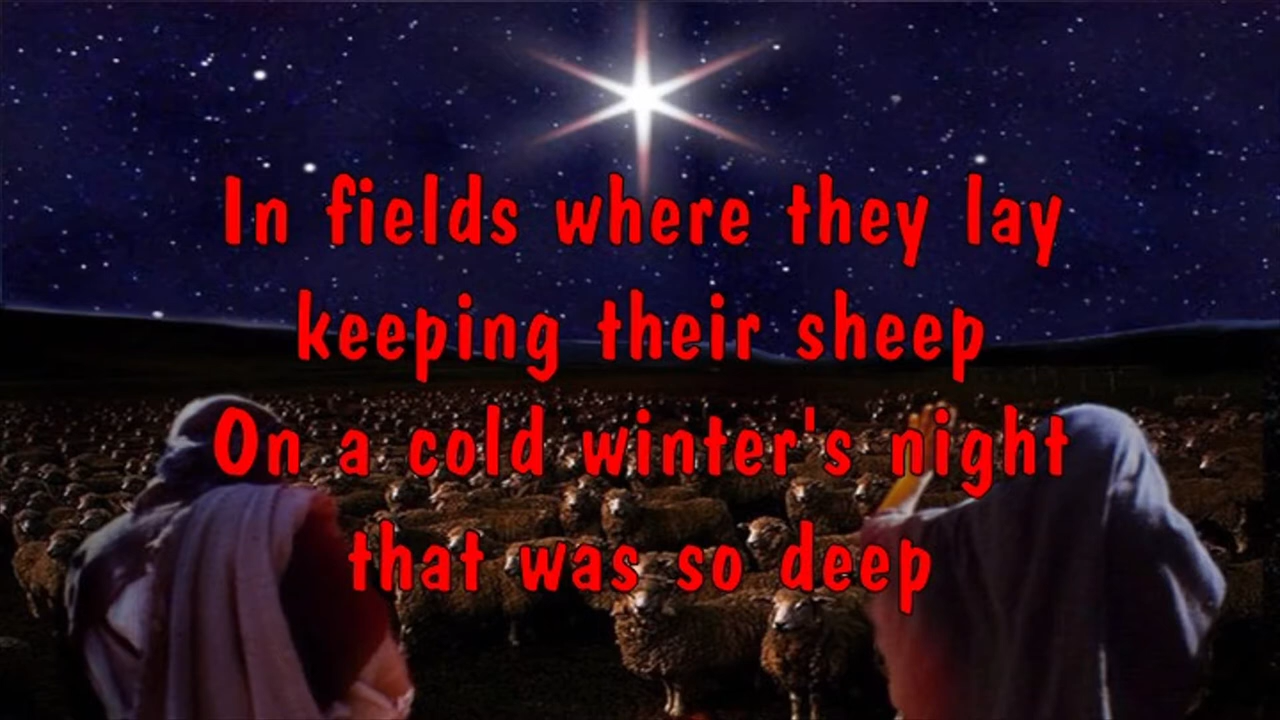 In fields where they lay
keeping their sheep
On a cold winter's night
that was so deep